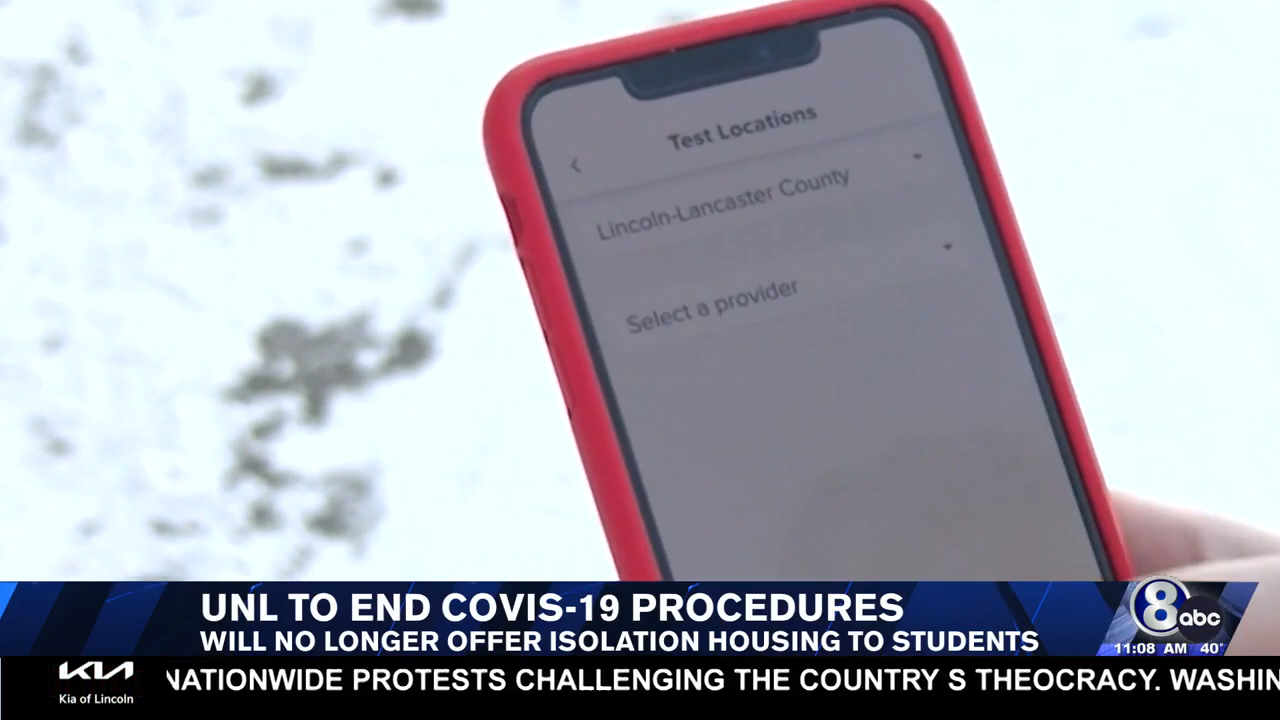 Test Locations
Lincoln-Lancaster County
Select a provider
UNL TO END COVIS-19 PROCEDURES
WILL NO LONGER OFFER ISOLATION HOUSING TO STUDENTS
8 abc
11:08 AM 40°
KIA
Kia of Lincoln
NATIONWIDE PROTESTS CHALLENGING THE COUNTRY S THEOCRACY. WASHIN